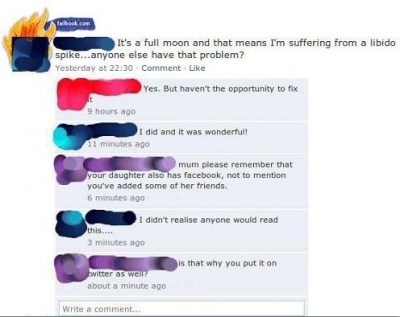 failbook.com
It's a full moon and that means I'm suffering from a libido
spike...anyone else have that problem?
Yesterday at 22:30 · Comment · Like
Yes. But haven't the opportunity to fix
it
9 hours ago
I did and it was wonderful!
11 minutes ago
mum please remember that
your daughter also has facebook, not to mention
you've added some of her friends.
6 minutes ago
I didn't realise anyone would read
this....
3 minutes ago
is that why you put it on
twitter as well?
about a minute ago
Write a comment...